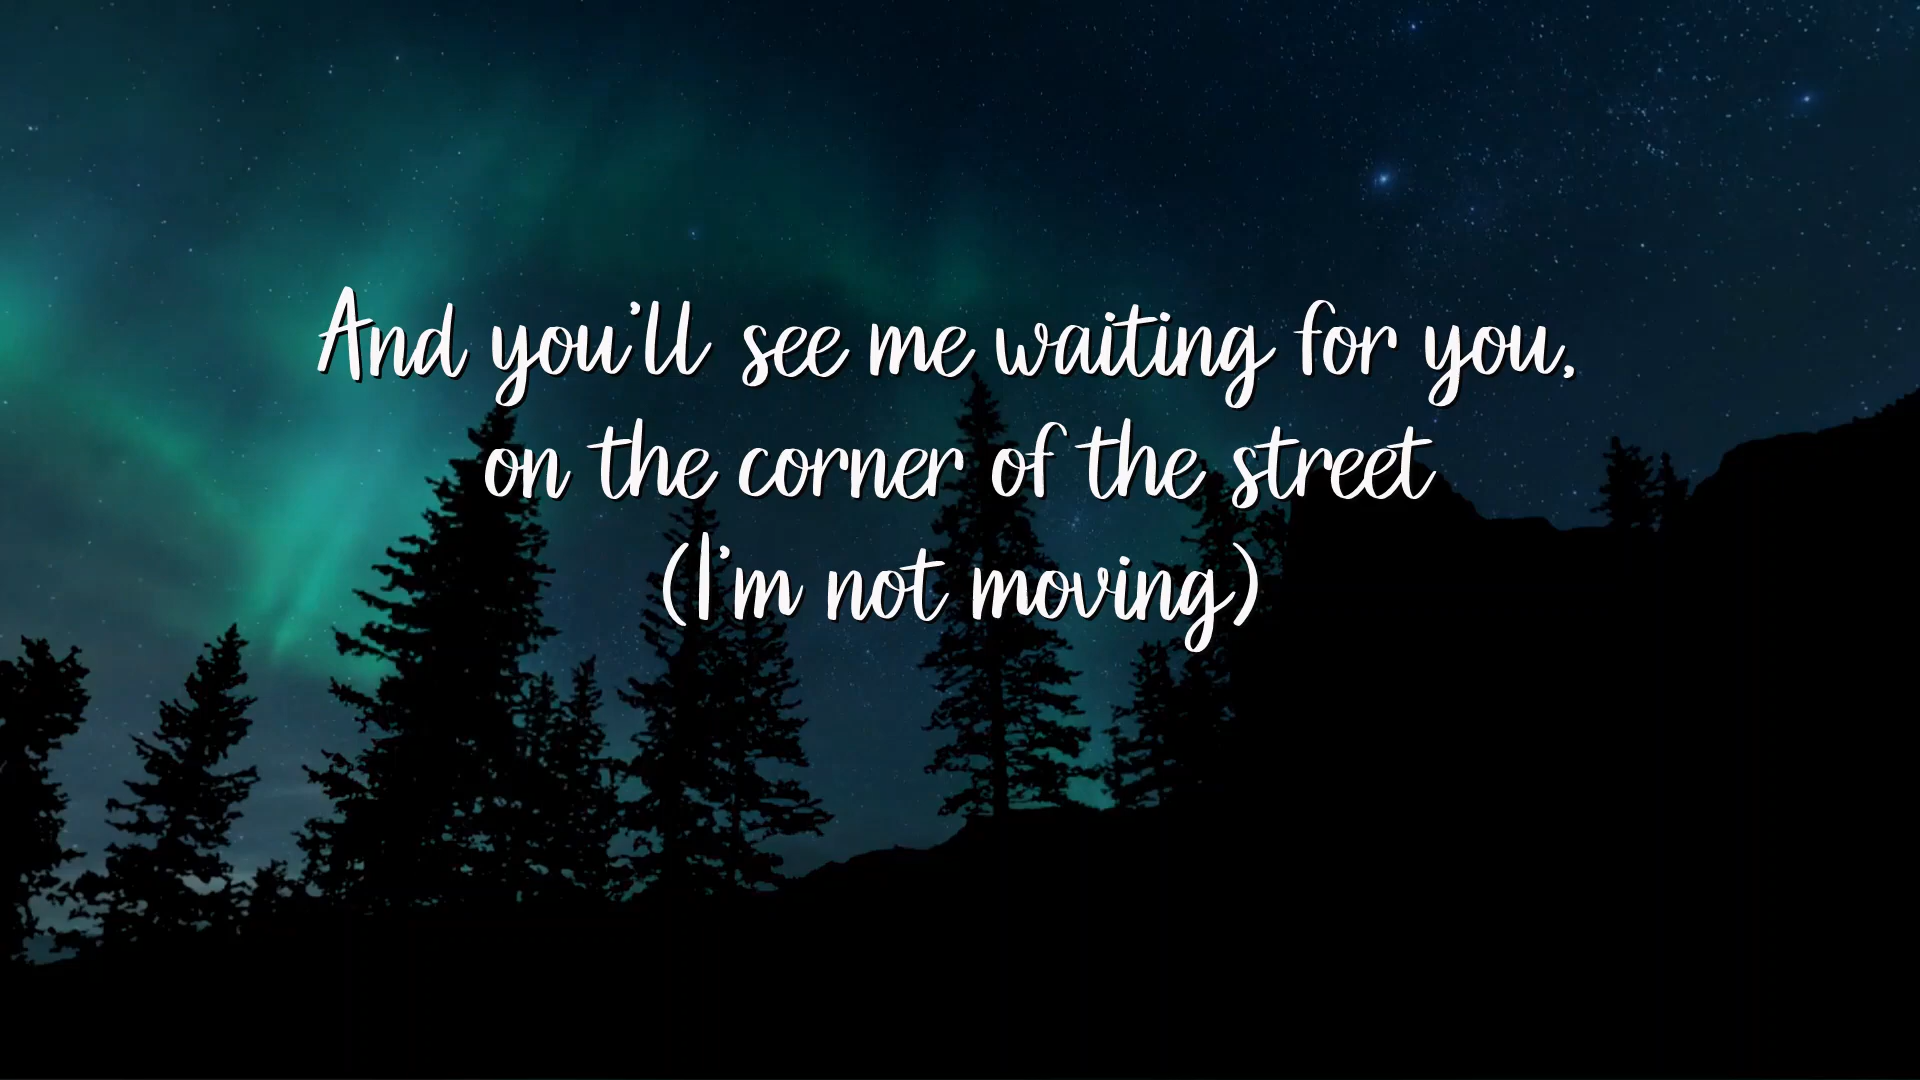 And you'll see me waiting for you,
on the corner of the street
(I'm not moving)